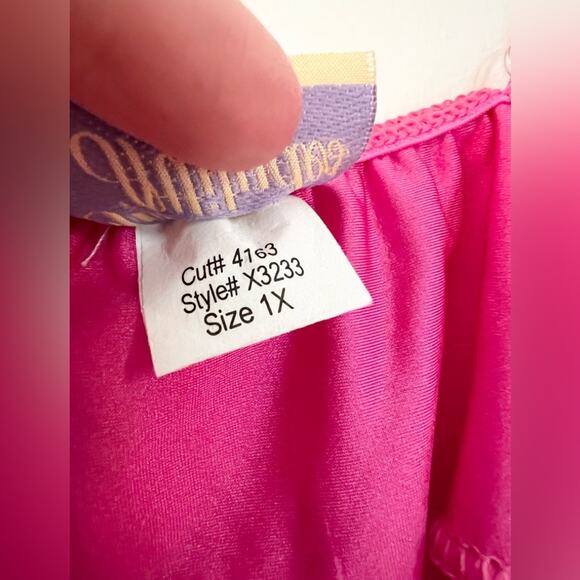 Cut# 4163
Style# X3233
Size 1X